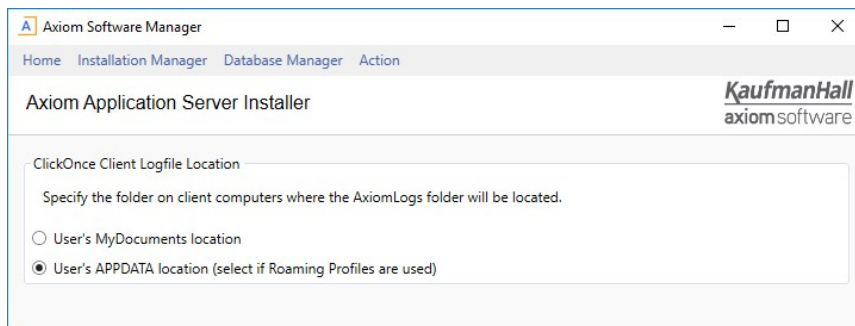 A Axiom Software Manager
Home Installation Manager Database Manager Action
Axiom Application Server Installer
KaufmanHall
axiom software
ClickOnce Client Logfile Location
Specify the folder on client computers where the AxiomLogs folder will be located.
User's MyDocuments location
User's APPDATA location (select if Roaming Profiles are used)